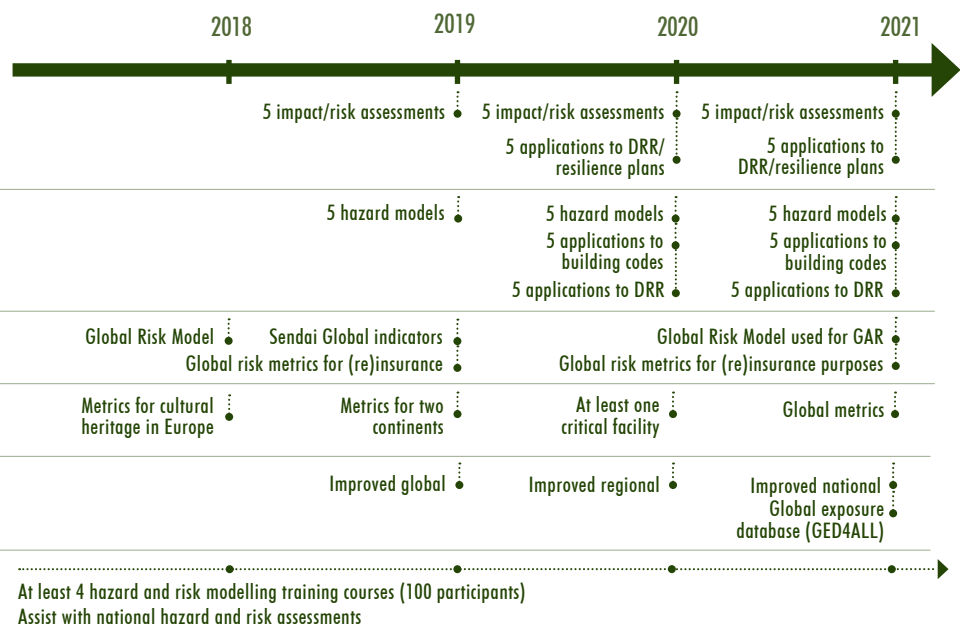 2018 2019 2020 2021
5 impact/risk assessments 5 impact/risk assessments 5 impact/risk assessments
5 applications to DRR/ 5 applications to
resilience plans DRR/resilience plans
5 hazard models 5 hazard models 5 hazard models
5 applications to 5 applications to
building codes building codes
5 applications to DRR 5 applications to DRR
Global Risk Model Sendai Global indicators Global Risk Model used for GAR
Global risk metrics for (re)insurance Global risk metrics for (re)insurance purposes
Metrics for cultural Metrics for two At least one Global metrics
heritage in Europe continents critical facility
Improved global Improved regional Improved national
Global exposure
database (GED4ALL)
At least 4 hazard and risk modelling training courses (100 participants)
Assist with national hazard and risk assessments